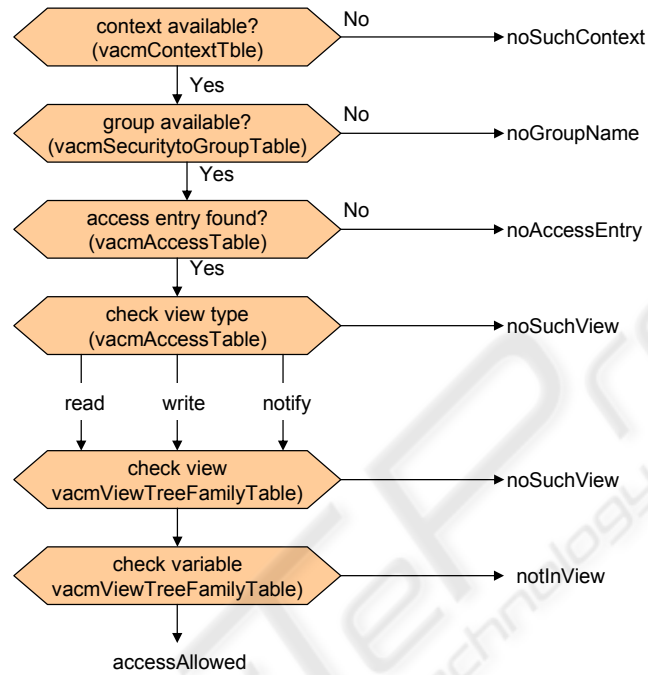 context available?
(vacmContextTble)
No
noSuchContext
Yes
group available?
(vacmSecuritytoGroupTable)
No
noGroupName
Yes
access entry found?
(vacmAccessTable)
No
noAccessEntry
Yes
check view type
(vacmAccessTable)
noSuchView
read write notify
check view
vacmViewTreeFamilyTable)
noSuchView
check variable
vacmViewTreeFamilyTable)
notInView
accessAllowed